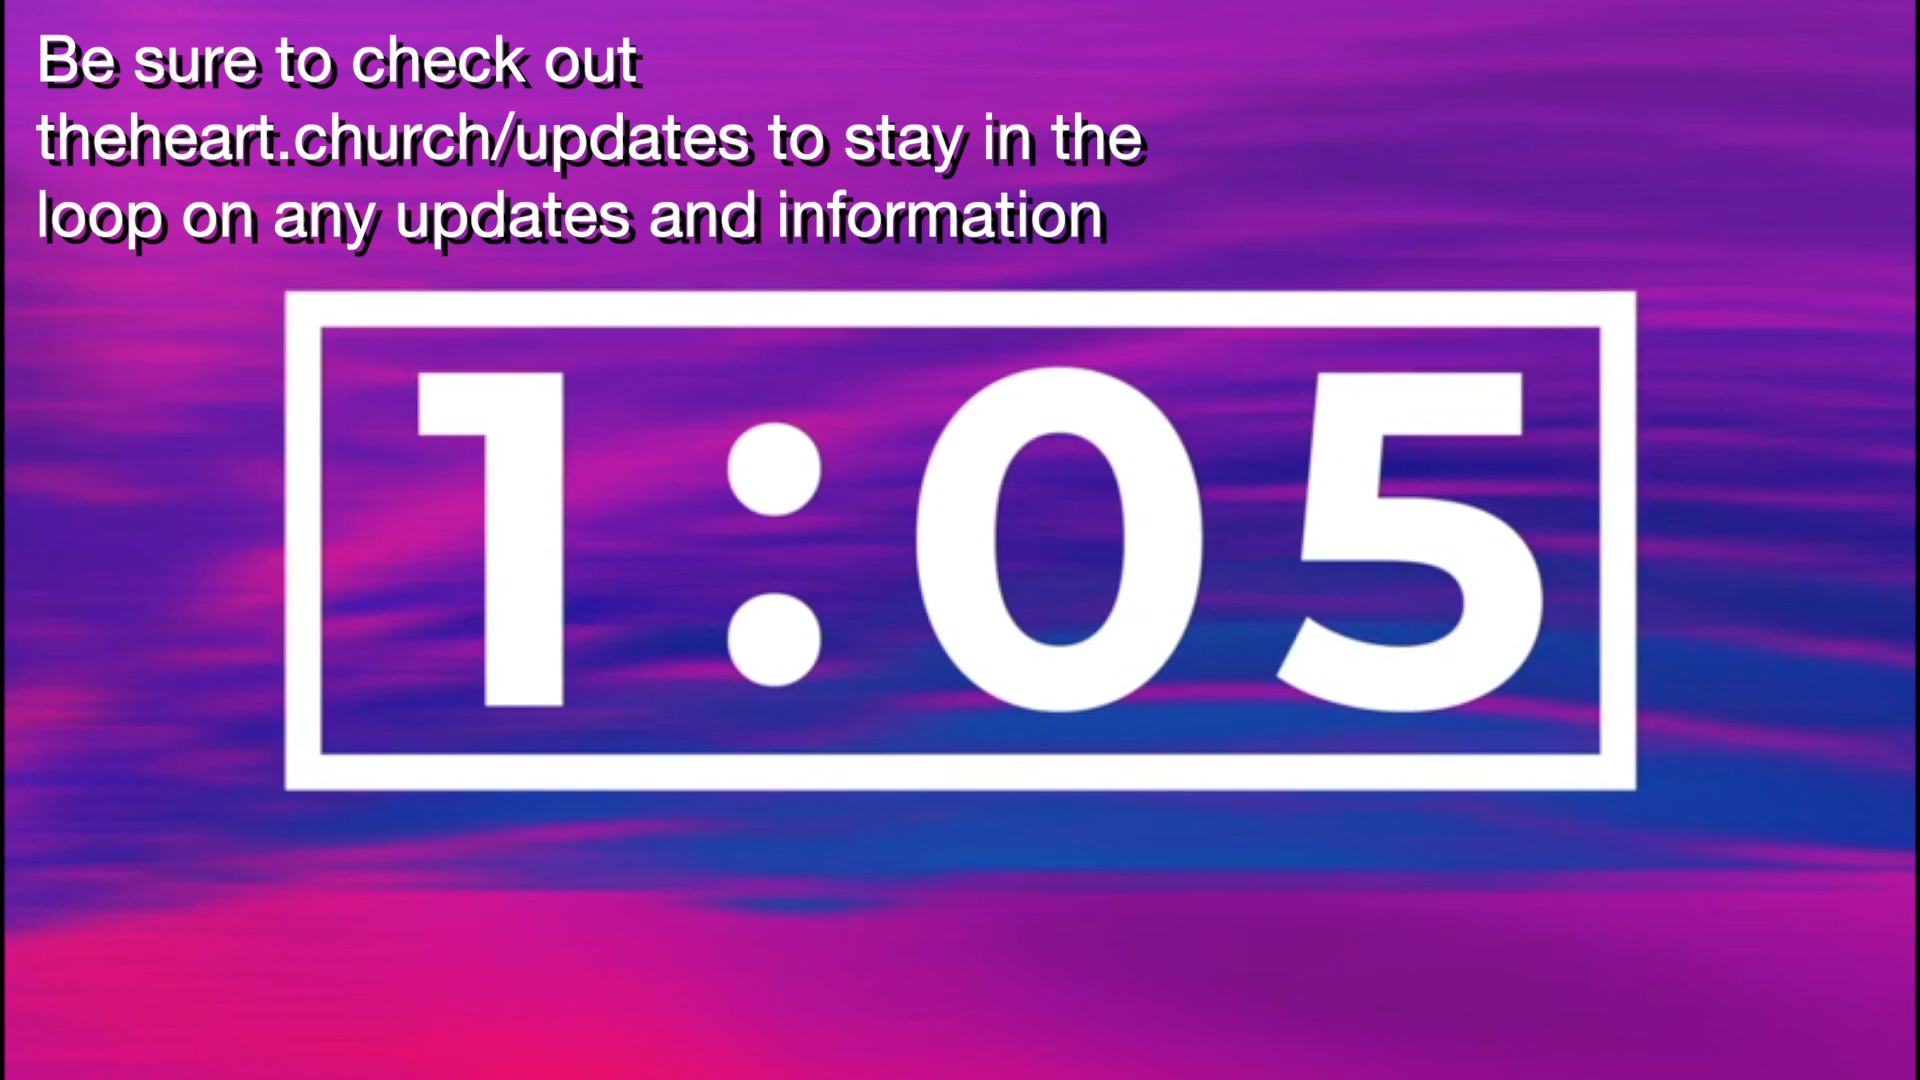 Be sure to check out
theheart.church/updates to stay in the
loop on any updates and information
1:05